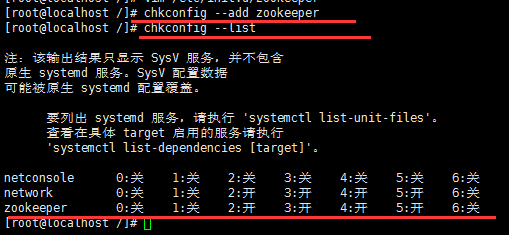 [root@localhost /]# chkconfig --add zookeeper
[root@localhost /]# chkconfig --list
注：该输出结果只显示 SysV 服务，并不包含
原生 systemd 服务。SysV 配置数据
可能被原生 systemd 配置覆盖。
要列出 systemd 服务，请执行 'systemctl list-unit-files'。
查看在具体 target 启用的服务请执行
'systemctl list-dependencies [target]'。
netconsole 0:关 1:关 2:关 3:关 4:关 5:关 6:关
network 0:关 1:关 2:开 3:开 4:开 5:开 6:关
zookeeper 0:关 1:关 2:开 3:开 4:开 5:开 6:关
[root@localhost /]#